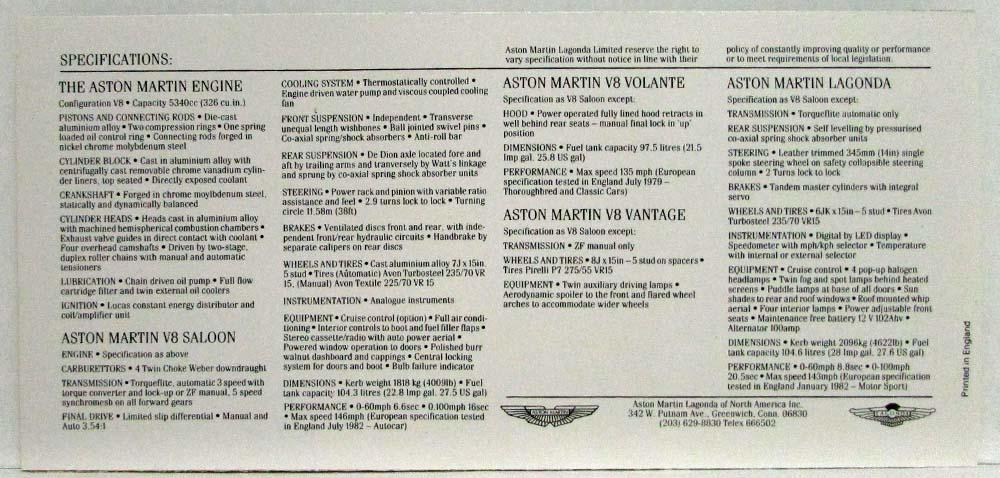 SPECIFICATIONS:
Aston Martin Lagonda Limited reserve the right to
vary specification without notice in line with their
policy of constantly improving quality or performance
or to meet requirements of local legislation.
THE ASTON MARTIN ENGINE
Configuration V8 • Capacity 5340cc (326 cu. in.)
PISTONS AND CONNECTING RODS • Die-cast
aluminium alloy • Two compression rings • One spring
loaded oil control ring • Connecting rods forged in
nickel chrome molybdenum steel
CYLINDER BLOCK • Cast in aluminium alloy with
centrifugally cast removable chrome vanadium cylin-
der liners, top seated • Directly exposed coolant
CRANKSHAFT • Forged in chrome moylbdenum steel,
statically and dynamically balanced
CYLINDER HEADS • Heads cast in aluminium alloy
with machined hemispherical combustion chambers •
Exhaust valve guides in direct contact with coolant •
Four overhead camshafts • Driven by two-stage,
duplex roller chains with manual and automatic
tensioners
LUBRICATION • Chain driven oil pump • Full flow
cartridge filter and twin external oil coolers
IGNITION • Lucas constant energy distributor and
coil/amplifier unit
ASTON MARTIN V8 SALOON
ENGINE • Specification as above
CARBURETTORS • 4 Twin Choke Weber downdraught
TRANSMISSION • Torqueflite, automatic 3 speed with
torque converter and lock-up or ZF manual, 5 speed
synchromesh on all forward gears
FINAL DRIVE • Limited slip differential • Manual and
Auto 3.54:1
COOLING SYSTEM • Thermostatically controlled •
Engine driven water pump and viscous coupled cooling
fan
FRONT SUSPENSION • Independent • Transverse
unequal length wishbones • Ball jointed swivel pins •
Co-axial spring/shock absorbers • Anti-roll bar
REAR SUSPENSION • De Dion axle located fore and
aft by trailing arms and tranversely by Watt's linkage
and sprung by co-axial spring shock absorber units
STEERING • Power rack and pinion with variable ratio
assistance and feel • 2.9 turns lock to lock • Turning
circle 11.58m (38ft)
BRAKES • Ventilated discs front and rear, with inde-
pendent front/rear hydraulic circuits • Handbrake by
separate calipers on rear discs
WHEELS AND TYRES • Cast aluminium alloy 7J x 15in.
5 stud • Tires (Automatic) Avon Turbosteel 235/70 VR
15, (Manual) Avon Textile 225/70 VR 15
INSTRUMENTATION • Analogue instruments
EQUIPMENT • Cruise control (option) • Full air condi-
tioning • Interior controls to boot and fuel filler flaps •
Stereo cassette/radio with auto power aerial •
Powered window operation to doors • Polished burr
walnut dashboard and cappings • Central locking
system for doors and boot • Bulb failure indicator
DIMENSIONS • Kerb weight 1818 kg (4009lb) • Fuel
tank capacity 104.3 litres (22.8 Imp gal. 27.5 US gal)
PERFORMANCE • 0-60mph 6.6sec • 0.100mph 16sec
• Max speed 146mph (European specification tested
in England July 1982 – Autocar)
ASTON MARTIN V8 VOLANTE
Specification as V8 Saloon except:
HOOD • Power operated fully lined hood retracts in
well behind rear seats – manual final lock in 'up'
position
DIMENSIONS • Fuel tank capacity 97.5 litres (21.5
Imp gal. 25.8 US gal)
PERFORMANCE • Max speed 135 mph (European
specification tested in England July 1979 –
Thoroughbred and Classic Cars)
ASTON MARTIN V8 VANTAGE
Specification as V8 Saloon except:
TRANSMISSION • ZF manual only
WHEELS AND TIRES • 8J x 15in – 5 stud on spacers •
Tires Pirelli P7 275/55 VR15
EQUIPMENT • Twin auxiliary driving lamps •
Aerodynamic spoiler to the front and flared wheel
arches to accommodate wider wheels
ASTON MARTIN LAGONDA
Specification as V8 Saloon except:
TRANSMISSION • Torqueflite automatic only
REAR SUSPENSION • Self levelling by pressurised
co-axial spring shock absorber units
STEERING • Leather trimmed 345mm (14in) single
spoke steering wheel on safety collapsible steering
column • 2 Turns lock to lock
BRAKES • Tandem master cylinders with integral
servo
WHEELS AND TIRES • 6JK x 15in – 5 stud • Tires Avon
Turbosteel 235/70 VR15
INSTRUMENTATION • Digital by LED display •
Speedometer with mph/kph selector • Temperature
with internal or external selector
EQUIPMENT • Cruise control • 4 pop-up halogen
headlamps • Twin fog and spot lamps behind heated
screens • Puddle lamps at base of all doors • Sun
shades to rear and roof windows • Roof mounted whip
aerial • Four interior lamps • Power adjustable front
seats • Maintenance free battery 12 V 102Ahv •
Alternator 100amp
DIMENSIONS • Kerb weight 2096kg (4622lb) • Fuel
tank capacity 104.6 litres (28 Imp gal. 27.6 US gal)
PERFORMANCE • 0-60mph 8.8sec • 0-100mph
20.5sec • Max speed 143mph (European specification
tested in England January 1982 – Motor Sport)
Printed in England
ASTON MARTIN
Aston Martin Lagonda of North America Inc.
342 W. Putnam Ave., Greenwich, Conn. 06830
(203) 629-8830 Telex 666502
LAGONDA